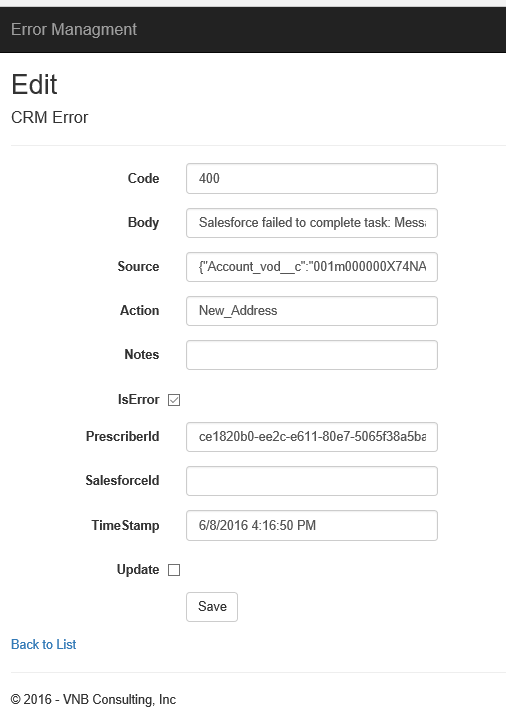 Error Managment
Edit
CRM Error
Code 400
Body Salesforce failed to complete task: Messa
Source {"Account_vod__c":"001m000000X74NA
Action New_Address
Notes
IsError
PrescriberId ce1820b0-ee2c-e611-80e7-5065f38a5ba
SalesforceId
TimeStamp 6/8/2016 4:16:50 PM
Update
Save
Back to List
© 2016 - VNB Consulting, Inc